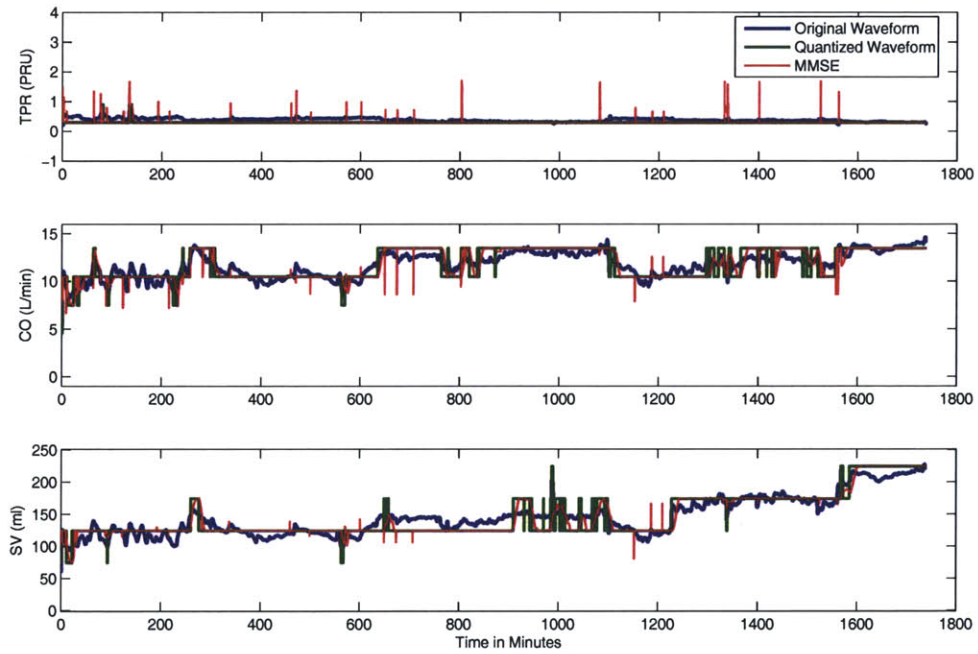 4
3
2
1
0
−1
TPR (PRU)
Original Waveform
Quantized Waveform
MMSE
0 200 400 600 800 1000 1200 1400 1600 1800
15
10
5
0
CO (L/min)
0 200 400 600 800 1000 1200 1400 1600 1800
250
200
150
100
50
0
SV (ml)
0 200 400 600 800 1000 1200 1400 1600 1800
Time in Minutes